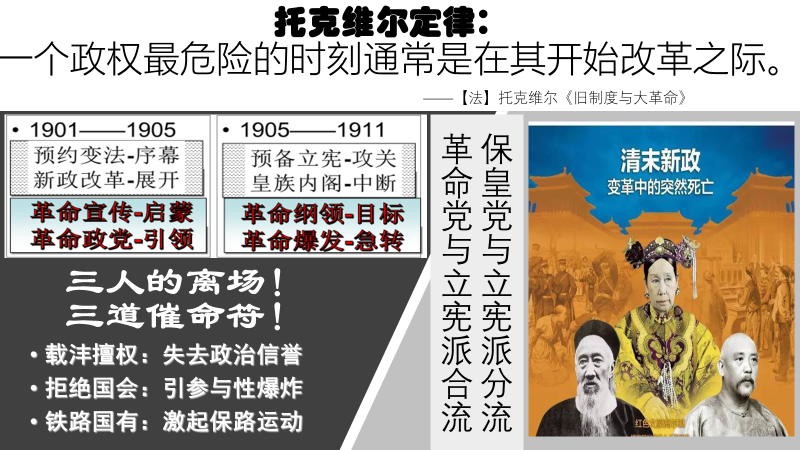 托克维尔定律：
一个政权最危险的时刻通常是在其开始改革之际。
——【法】托克维尔《旧制度与大革命》
• 1901——1905
预约变法-序幕
新政改革-展开
革命宣传-启蒙
革命政党-引领
• 1905——1911
预备立宪-攻关
皇族内阁-中断
革命纲领-目标
革命爆发-急转
三人的离场！
三道催命符！
• 载沣擅权：失去政治信誉
• 拒绝国会：引参与性爆炸
• 铁路国有：激起保路运动
保皇党与立宪派分流
革命党与立宪派合流
清末新政
变革中的突然死亡